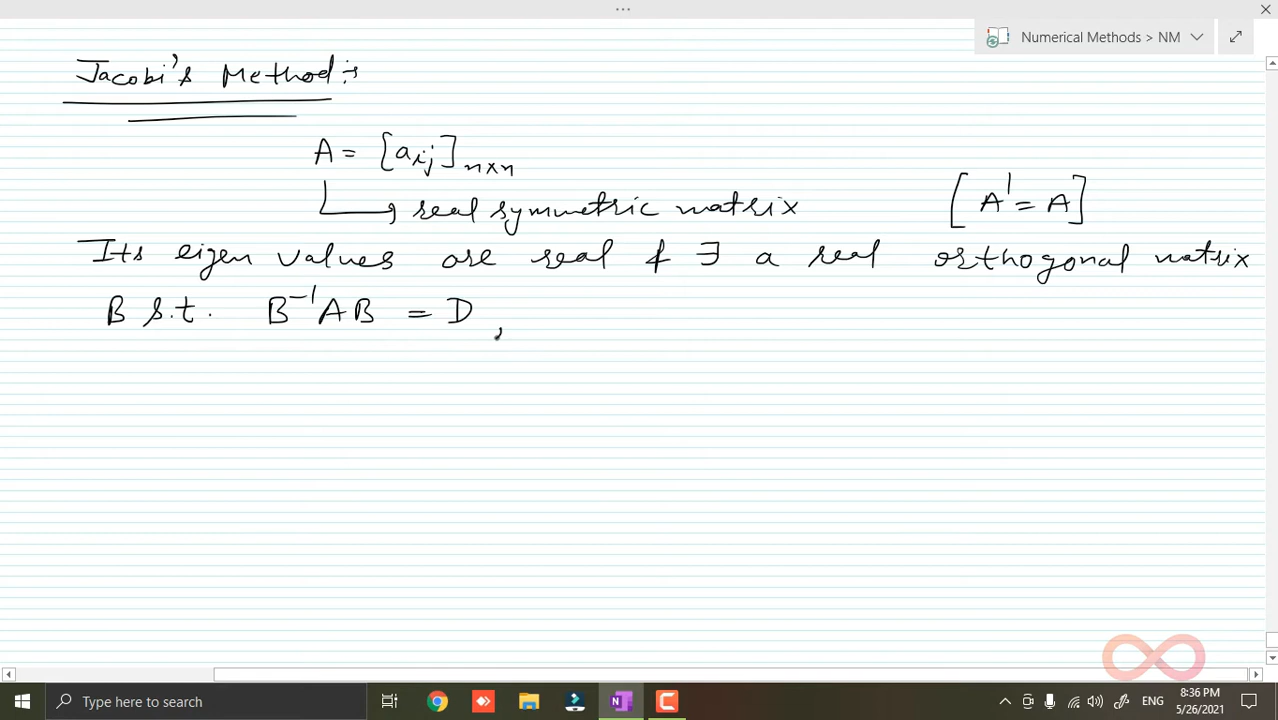 Numerical Methods > NM
Jacobi's Method :-
A = [aij]n×n
real symmetric matrix [A' = A]
Its eigen values are real & ∃ a real orthogonal matrix
B s.t. B⁻¹AB = D ,
Type here to search
ENG
8:36 PM
5/26/2021